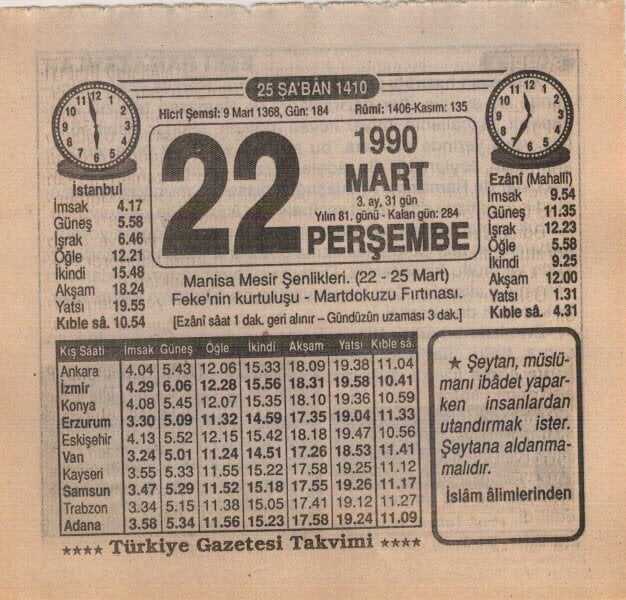 25 ŞA'BÂN 1410
Hicrî Şemsî: 9 Mart 1368, Gün: 184 Rûmî: 1406-Kasım: 135
22
1990
MART
3. ay, 31 gün
Yılın 81. günü - Kalan gün: 284
PERŞEMBE
İstanbul
İmsak 4.17
Güneş 5.58
İşrak 6.46
Öğle 12.21
İkindi 15.48
Akşam 18.24
Yatsı 19.55
Kıble sâ. 10.54
Ezânî (Mahallî)
İmsak 9.54
Güneş 11.35
İşrak 12.23
Öğle 5.58
İkindi 9.25
Akşam 12.00
Yatsı 1.31
Kıble sâ. 4.31
Manisa Mesir Şenlikleri. (22 - 25 Mart)
Feke'nin kurtuluşu - Martdokuzu Fırtınası.
[Ezânî sâat 1 dak. geri alınır – Gündüzün uzaması 3 dak.]
Kış Sâati İmsak Güneş Öğle İkindi Akşam Yatsı Kıble sâ.
Ankara 4.04 5.43 12.06 15.33 18.09 19.38 11.04
İzmir 4.29 6.06 12.28 15.56 18.31 19.58 10.41
Konya 4.08 5.45 12.07 15.35 18.10 19.36 10.59
Erzurum 3.30 5.09 11.32 14.59 17.35 19.04 11.33
Eskişehir 4.13 5.52 12.15 15.42 18.18 19.47 10.56
Van 3.24 5.01 11.24 14.51 17.26 18.53 11.41
Kayseri 3.55 5.33 11.55 15.22 17.58 19.25 11.12
Samsun 3.47 5.29 11.52 15.18 17.55 19.26 11.17
Trabzon 3.34 5.15 11.38 15.05 17.41 19.12 11.27
Adana 3.58 5.34 11.56 15.23 17.58 19.24 11.09
★ Şeytan, müslü-
manı ibâdet yapar-
ken insanlardan
utandırmak ister.
Şeytana aldanma-
malıdır.
İslâm âlimlerinden
★★★★ Türkiye Gazetesi Takvimi ★★★★